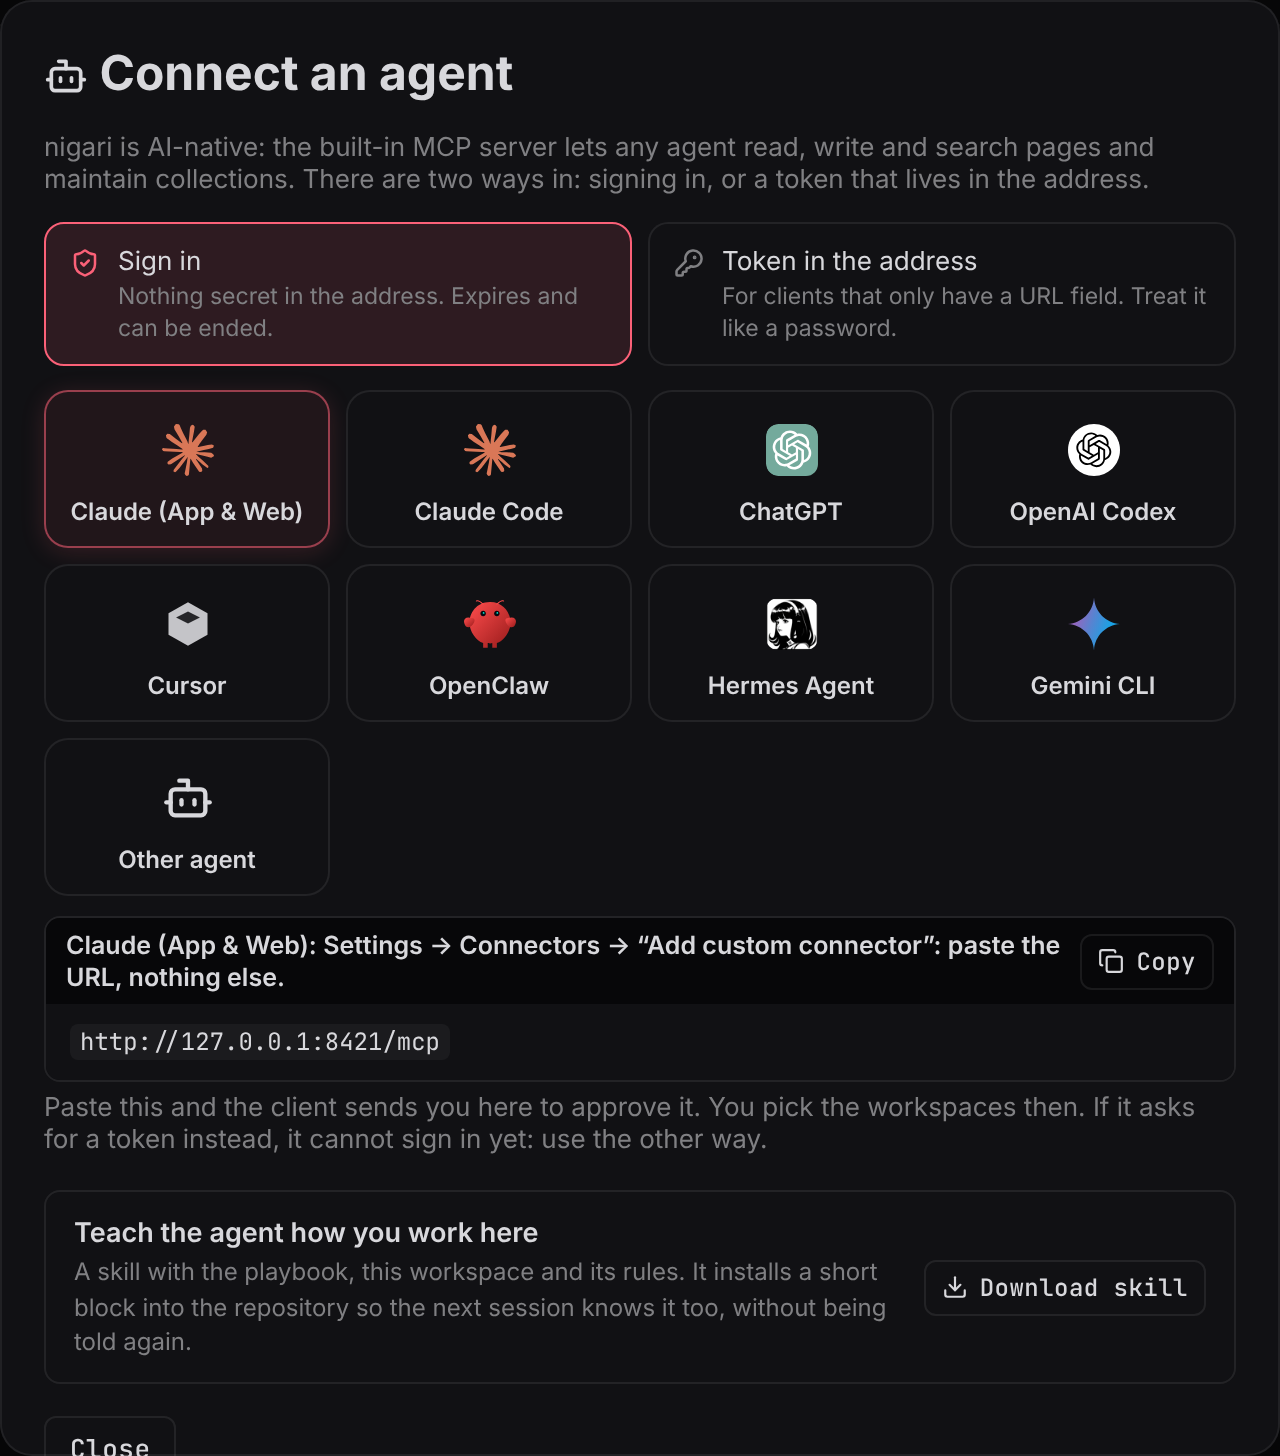 Connect an agent
nigari is AI-native: the built-in MCP server lets any agent read, write and search pages and
maintain collections. There are two ways in: signing in, or a token that lives in the address.
Sign in
Nothing secret in the address. Expires and
can be ended.
Token in the address
For clients that only have a URL field. Treat it
like a password.
Claude (App & Web)
Claude Code
ChatGPT
OpenAI Codex
Cursor
OpenClaw
Hermes Agent
Gemini CLI
Other agent
Claude (App & Web): Settings → Connectors → “Add custom connector”: paste the
URL, nothing else.
Copy
http://127.0.0.1:8421/mcp
Paste this and the client sends you here to approve it. You pick the workspaces then. If it asks
for a token instead, it cannot sign in yet: use the other way.
Teach the agent how you work here
A skill with the playbook, this workspace and its rules. It installs a short
block into the repository so the next session knows it too, without being
told again.
Download skill
Close